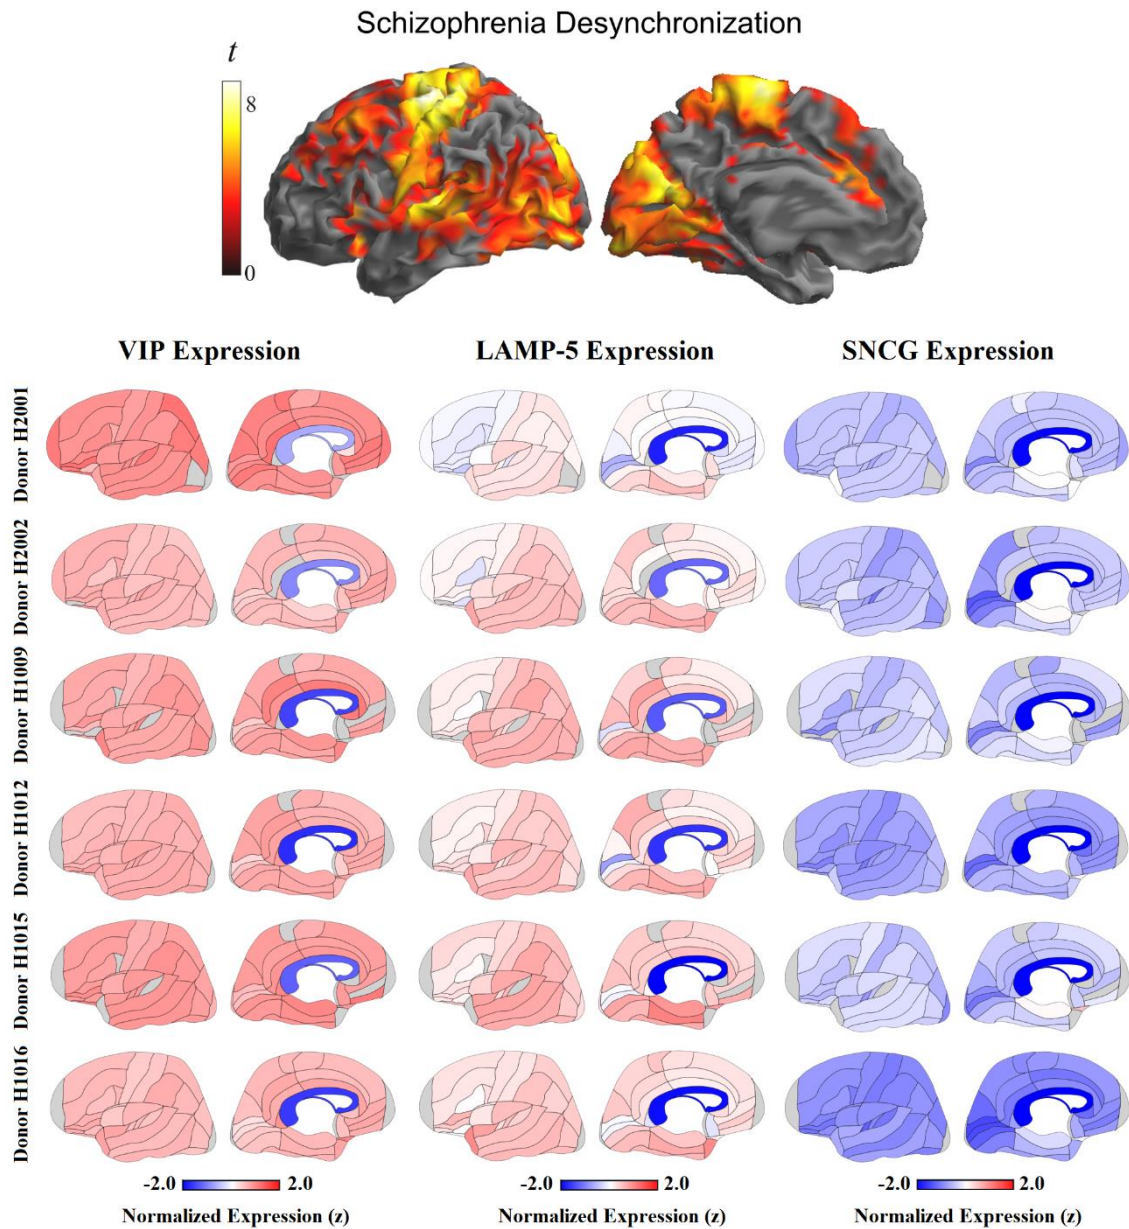 Schizophrenia Desynchronization
t
8
0
VIP Expression
LAMP-5 Expression
SNCG Expression
Donor H2001
Donor H2002
Donor H1009
Donor H1012
Donor H1015
Donor H1016
-2.0 2.0
-2.0 2.0
-2.0 2.0
Normalized Expression (z)
Normalized Expression (z)
Normalized Expression (z)